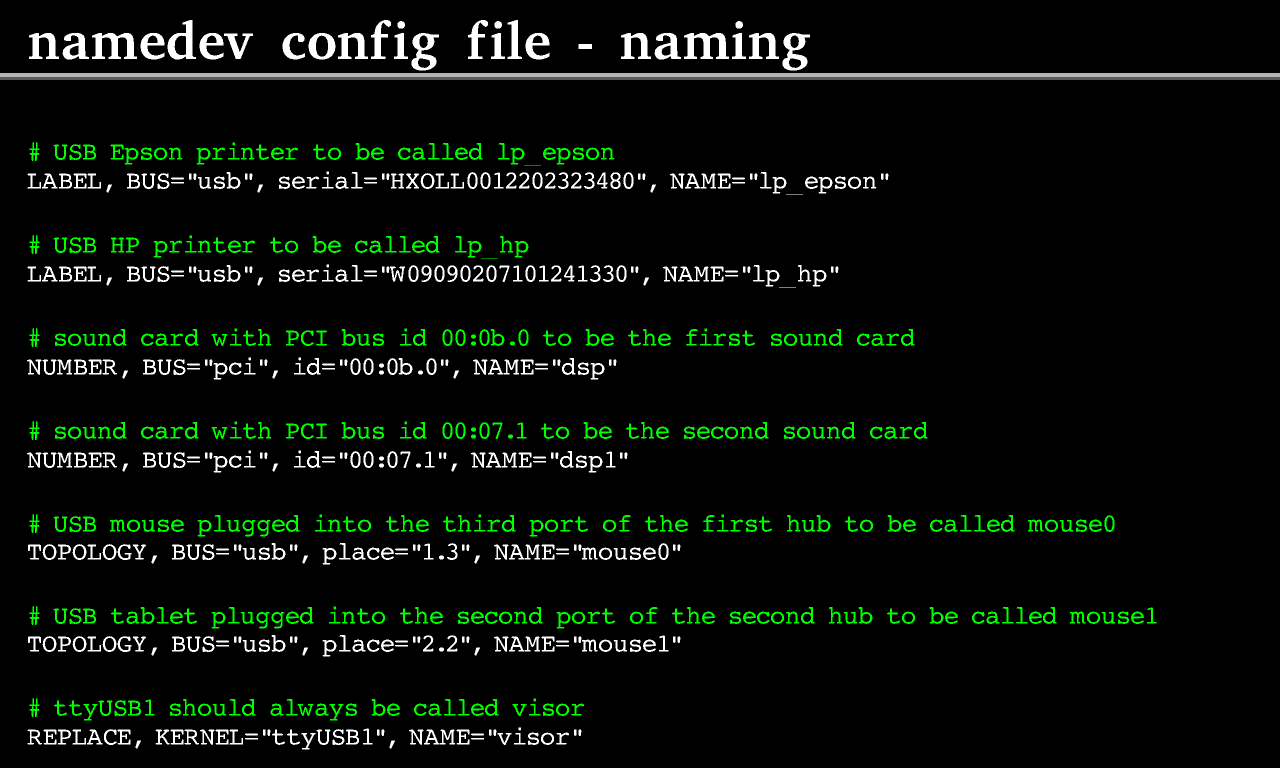 namedev config file - naming
# USB Epson printer to be called lp_epson
LABEL, BUS="usb", serial="HXOLL0012202323480", NAME="lp_epson"
# USB HP printer to be called lp_hp
LABEL, BUS="usb", serial="W09090207101241330", NAME="lp_hp"
# sound card with PCI bus id 00:0b.0 to be the first sound card
NUMBER, BUS="pci", id="00:0b.0", NAME="dsp"
# sound card with PCI bus id 00:07.1 to be the second sound card
NUMBER, BUS="pci", id="00:07.1", NAME="dsp1"
# USB mouse plugged into the third port of the first hub to be called mouse0
TOPOLOGY, BUS="usb", place="1.3", NAME="mouse0"
# USB tablet plugged into the second port of the second hub to be called mouse1
TOPOLOGY, BUS="usb", place="2.2", NAME="mouse1"
# ttyUSB1 should always be called visor
REPLACE, KERNEL="ttyUSB1", NAME="visor"